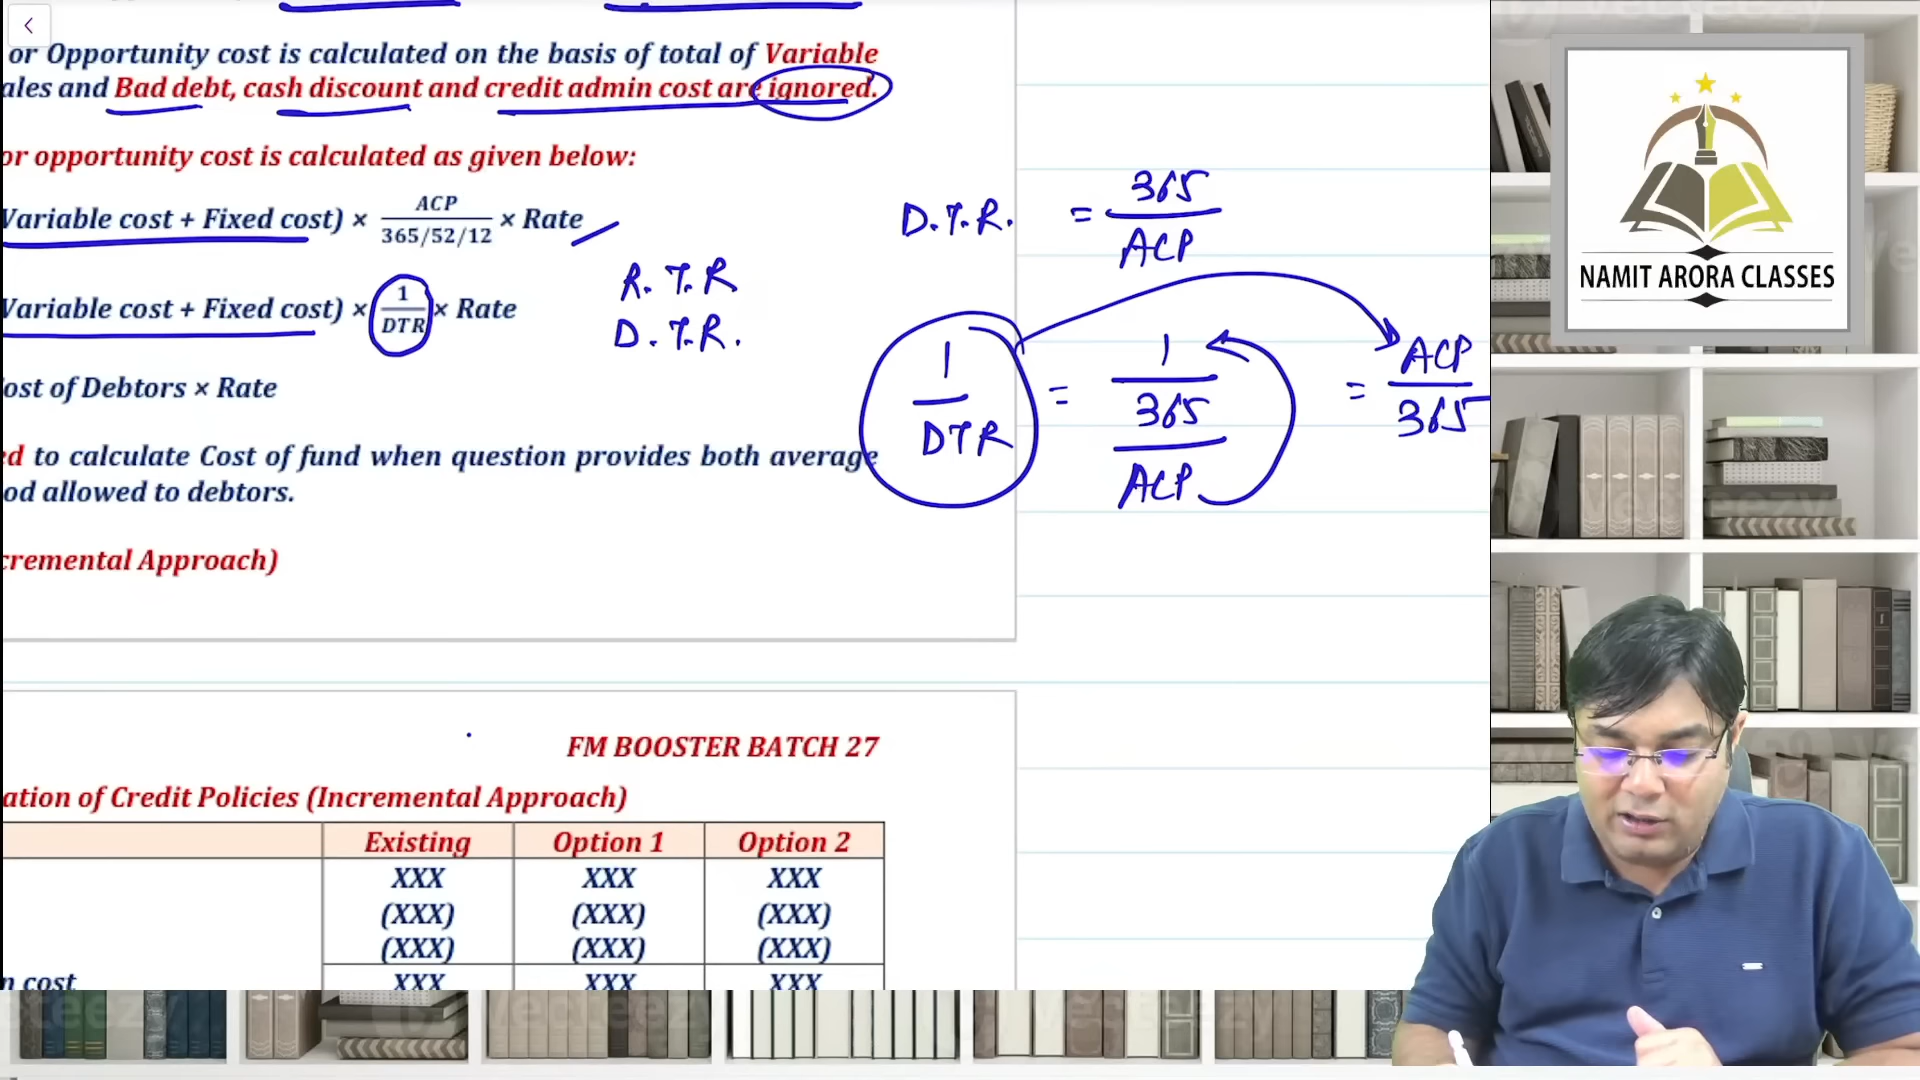 or Opportunity cost is calculated on the basis of total of Variable
ales and Bad debt, cash discount and credit admin cost are ignored.
or opportunity cost is calculated as given below:
Variable cost + Fixed cost) × ACP / 365/52/12 × Rate
Variable cost + Fixed cost) × 1 / DTR × Rate
ost of Debtors × Rate
ed to calculate Cost of fund when question provides both average
od allowed to debtors.
cremental Approach)
R.T.R
D.T.R.
D.T.R. = 365 / ACP
1 / DTR = 1 / 365 / ACP = ACP / 365
FM BOOSTER BATCH 27
ation of Credit Policies (Incremental Approach)
Existing Option 1 Option 2
XXX XXX XXX
(XXX) (XXX) (XXX)
(XXX) (XXX) (XXX)
n cost XXX XXX XXX
NAMIT ARORA CLASSES